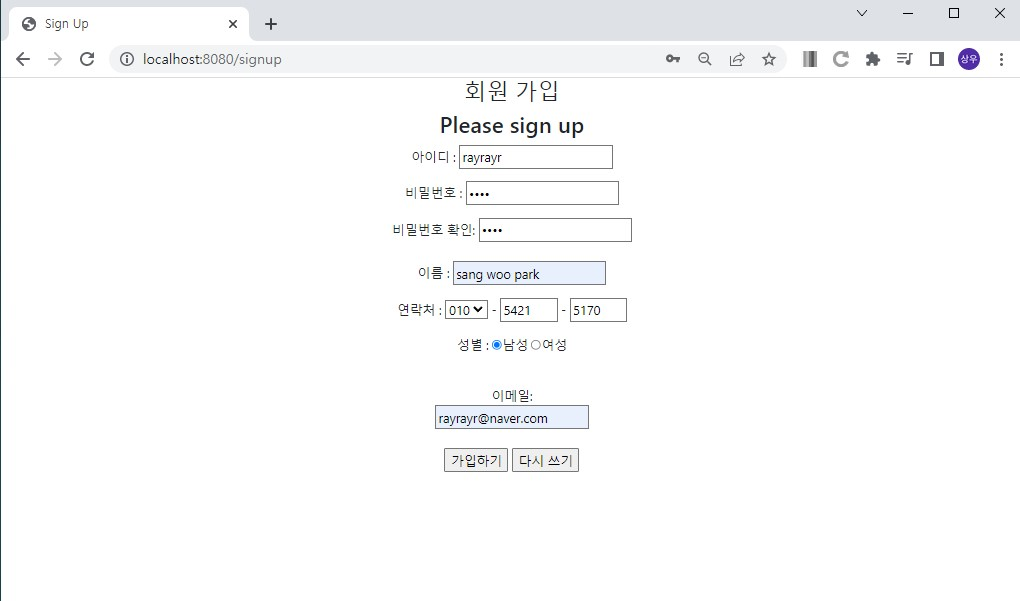 Sign Up
localhost:8080/signup
상우
회원 가입
Please sign up
아이디 : rayrayr
비밀번호 : ••••
비밀번호 확인: ••••
이름 : sang woo park
연락처 : 010 - 5421 - 5170
성별 : 남성 여성
이메일:
rayrayr@naver.com
가입하기 다시 쓰기